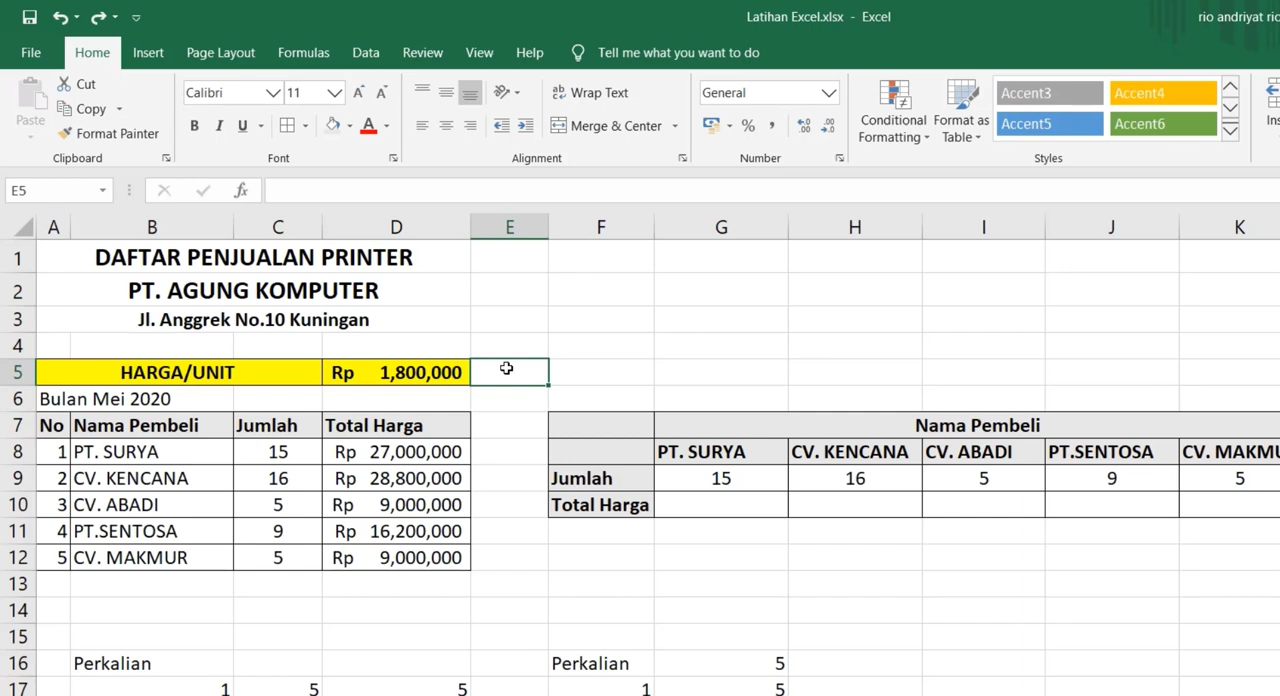 Latihan Excel.xlsx - Excel
rio andriyat rio
File Home Insert Page Layout Formulas Data Review View Help Tell me what you want to do
Paste
Cut
Copy
Format Painter
Clipboard
Calibri 11
B I U
Font
Wrap Text
Merge & Center
Alignment
General
Number
Conditional Formatting
Format as Table
Accent3 Accent4
Accent5 Accent6
Styles
Ins
E5 fx
A B C D E F G H I J K
1 DAFTAR PENJUALAN PRINTER
2 PT. AGUNG KOMPUTER
3 Jl. Anggrek No.10 Kuningan
4
5 HARGA/UNIT Rp 1,800,000
6 Bulan Mei 2020
7 No Nama Pembeli Jumlah Total Harga Nama Pembeli
8 1 PT. SURYA 15 Rp 27,000,000 PT. SURYA CV. KENCANA CV. ABADI PT.SENTOSA CV. MAKMU
9 2 CV. KENCANA 16 Rp 28,800,000 Jumlah 15 16 5 9 5
10 3 CV. ABADI 5 Rp 9,000,000 Total Harga
11 4 PT.SENTOSA 9 Rp 16,200,000
12 5 CV. MAKMUR 5 Rp 9,000,000
13
14
15
16 Perkalian Perkalian 5
17 1 5 5 1 5